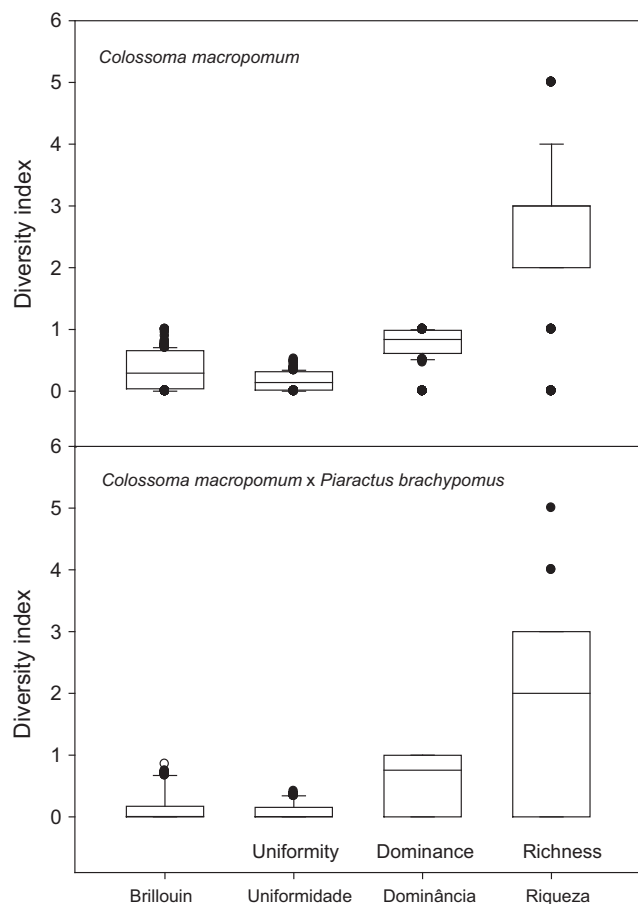 6
Colossoma macropomum
5
4
3
2
1
0
Diversity index
6
Colossoma macropomum x Piaractus brachypomus
5
4
3
2
1
0
Diversity index
Uniformity Dominance Richness
Brillouin Uniformidade Dominância Riqueza